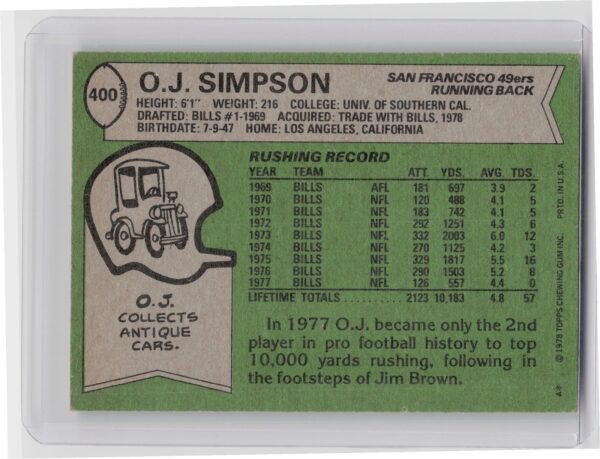 400
O.J. SIMPSON
SAN FRANCISCO 49ers
RUNNING BACK
HEIGHT: 6'1" WEIGHT: 216 COLLEGE: UNIV. OF SOUTHERN CAL.
DRAFTED: BILLS #1-1969 ACQUIRED: TRADE WITH BILLS, 1978
BIRTHDATE: 7-9-47 HOME: LOS ANGELES, CALIFORNIA
RUSHING RECORD
YEAR TEAM ATT. YDS. AVG. TDS.
1969 BILLS AFL 181 697 3.9 2
1970 BILLS NFL 120 488 4.1 5
1971 BILLS NFL 183 742 4.1 5
1972 BILLS NFL 292 1251 4.3 6
1973 BILLS NFL 332 2003 6.0 12
1974 BILLS NFL 270 1125 4.2 3
1975 BILLS NFL 329 1817 5.5 16
1976 BILLS NFL 290 1503 5.2 8
1977 BILLS NFL 126 557 4.4 0
LIFETIME TOTALS .......... 2123 10,183 4.8 57
O.J.
COLLECTS
ANTIQUE
CARS.
In 1977 O.J. became only the 2nd
player in pro football history to top
10,000 yards rushing, following in
the footsteps of Jim Brown.
A* © 1978 TOPPS CHEWING GUM INC. PRTD. IN U.S.A.